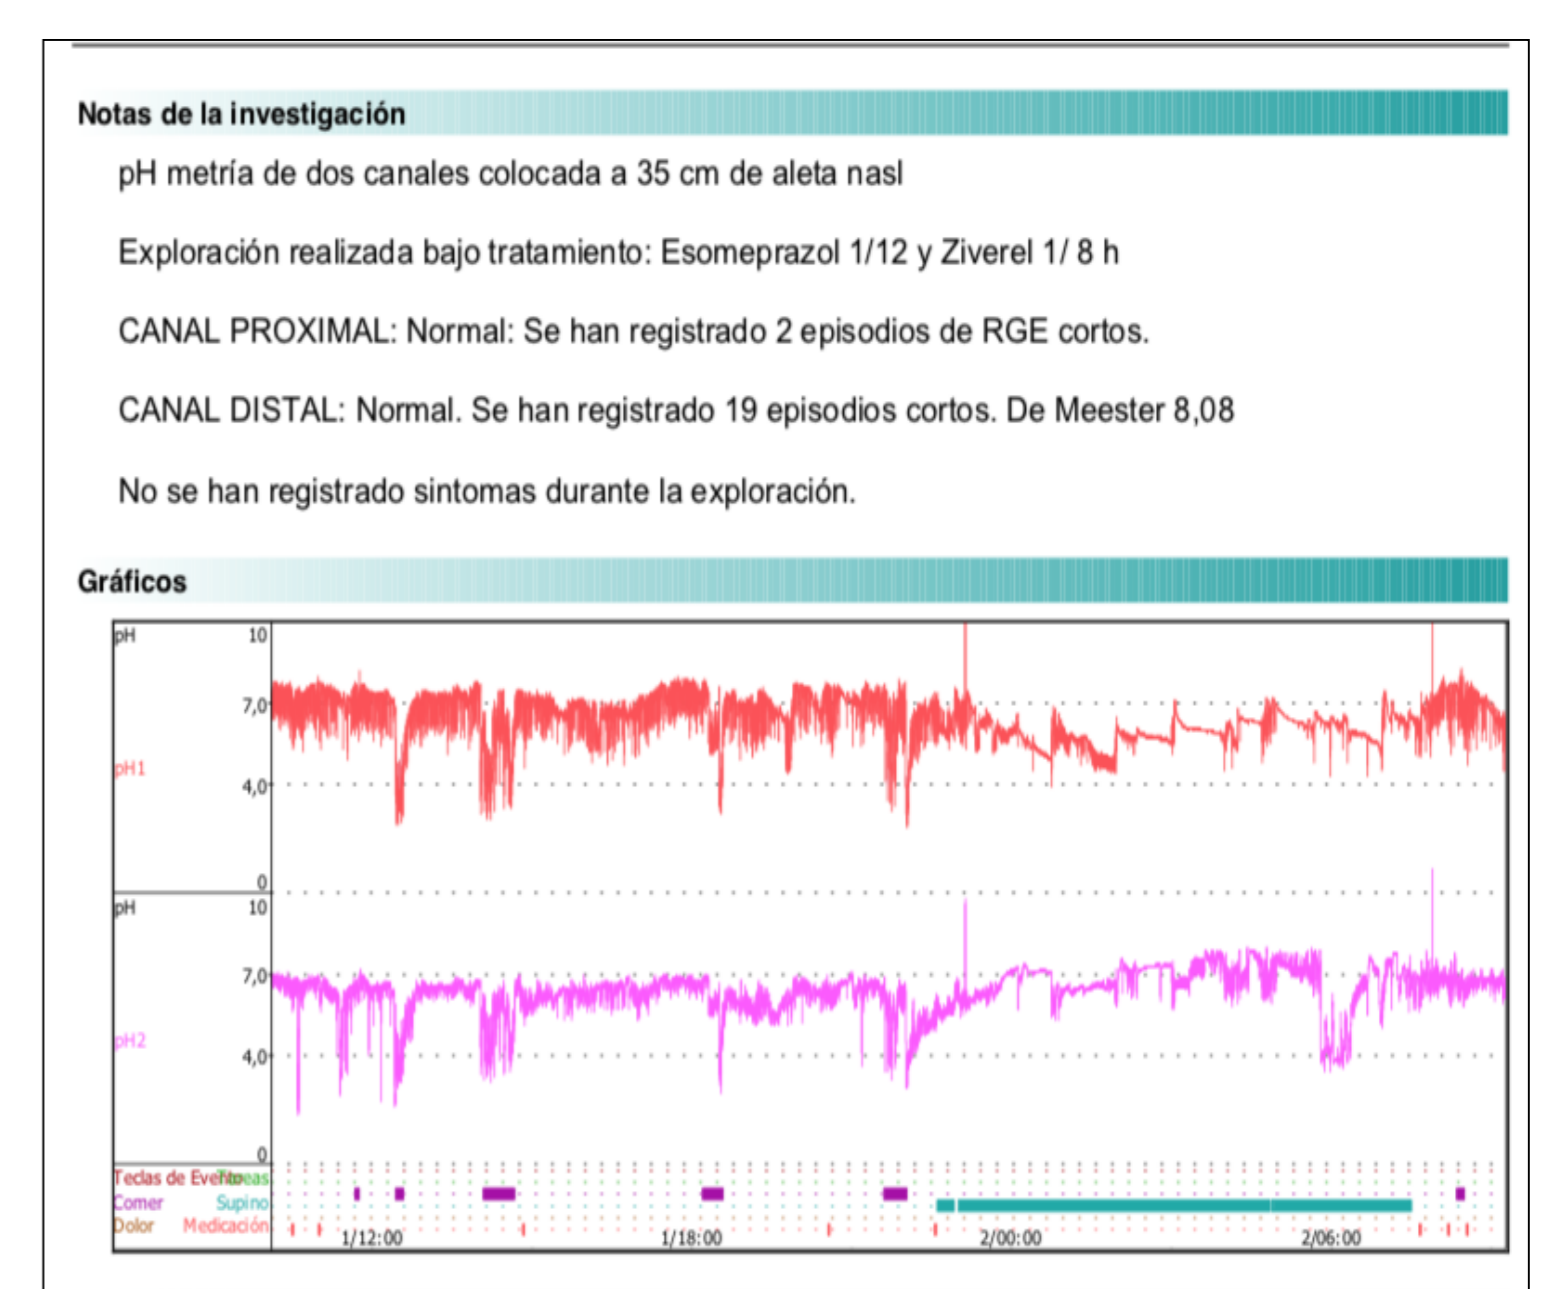 Notas de la investigación
pH metría de dos canales colocada a 35 cm de aleta nasl
Exploración realizada bajo tratamiento: Esomeprazol 1/12 y Ziverel 1/ 8 h
CANAL PROXIMAL: Normal: Se han registrado 2 episodios de RGE cortos.
CANAL DISTAL: Normal. Se han registrado 19 episodios cortos. De Meester 8,08
No se han registrado sintomas durante la exploración.
Gráficos
pH 10
7,0
pH1
4,0
0
pH 10
7,0
pH2
4,0
0
Teclas de Evento
Comer Supino
Dolor Medicación
1/12:00 1/18:00 2/00:00 2/06:00